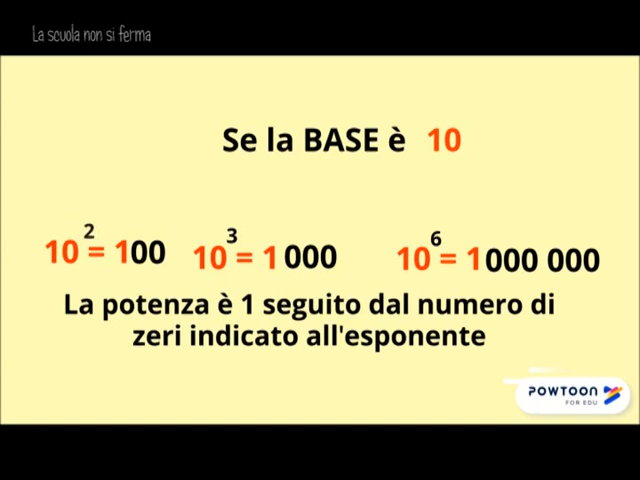 La scuola non si ferma
Se la BASE è 10
10² = 100 10³ = 1 000 10⁶ = 1 000 000
La potenza è 1 seguito dal numero di
zeri indicato all'esponente
POWTOON
FOR EDU